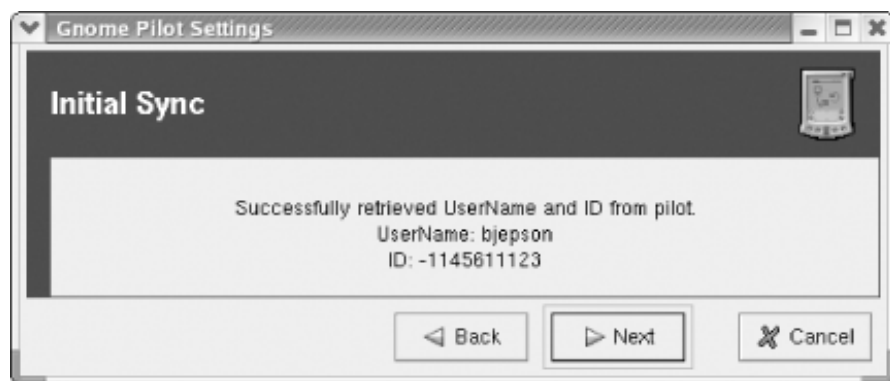 Gnome Pilot Settings
Initial Sync
Successfully retrieved UserName and ID from pilot.
UserName: bjepson
ID: -1145611123
Back
Next
Cancel